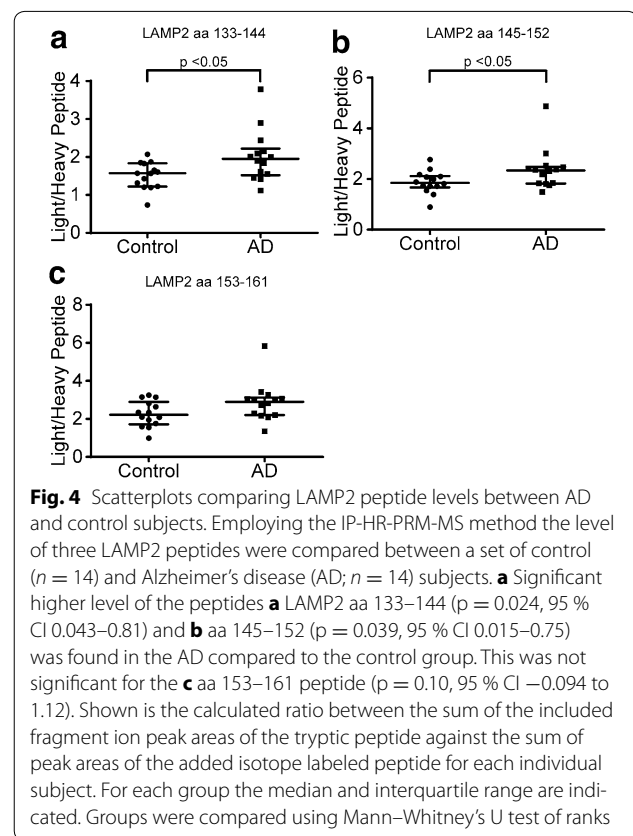 a
LAMP2 aa 133-144
p <0.05
Light/Heavy Peptide
4
3
2
1
0
Control
AD
b
LAMP2 aa 145-152
p <0.05
Light/Heavy Peptide
6
4
2
0
Control
AD
c
LAMP2 aa 153-161
Light/Heavy Peptide
8
6
4
2
0
Control
AD
Fig. 4 Scatterplots comparing LAMP2 peptide levels between AD
and control subjects. Employing the IP-HR-PRM-MS method the level
of three LAMP2 peptides were compared between a set of control
(n = 14) and Alzheimer's disease (AD; n = 14) subjects. a Significant
higher level of the peptides a LAMP2 aa 133–144 (p = 0.024, 95 %
CI 0.043–0.81) and b aa 145–152 (p = 0.039, 95 % CI 0.015–0.75)
was found in the AD compared to the control group. This was not
significant for the c aa 153–161 peptide (p = 0.10, 95 % CI −0.094 to
1.12). Shown is the calculated ratio between the sum of the included
fragment ion peak areas of the tryptic peptide against the sum of
peak areas of the added isotope labeled peptide for each individual
subject. For each group the median and interquartile range are indi-
cated. Groups were compared using Mann–Whitney's U test of ranks